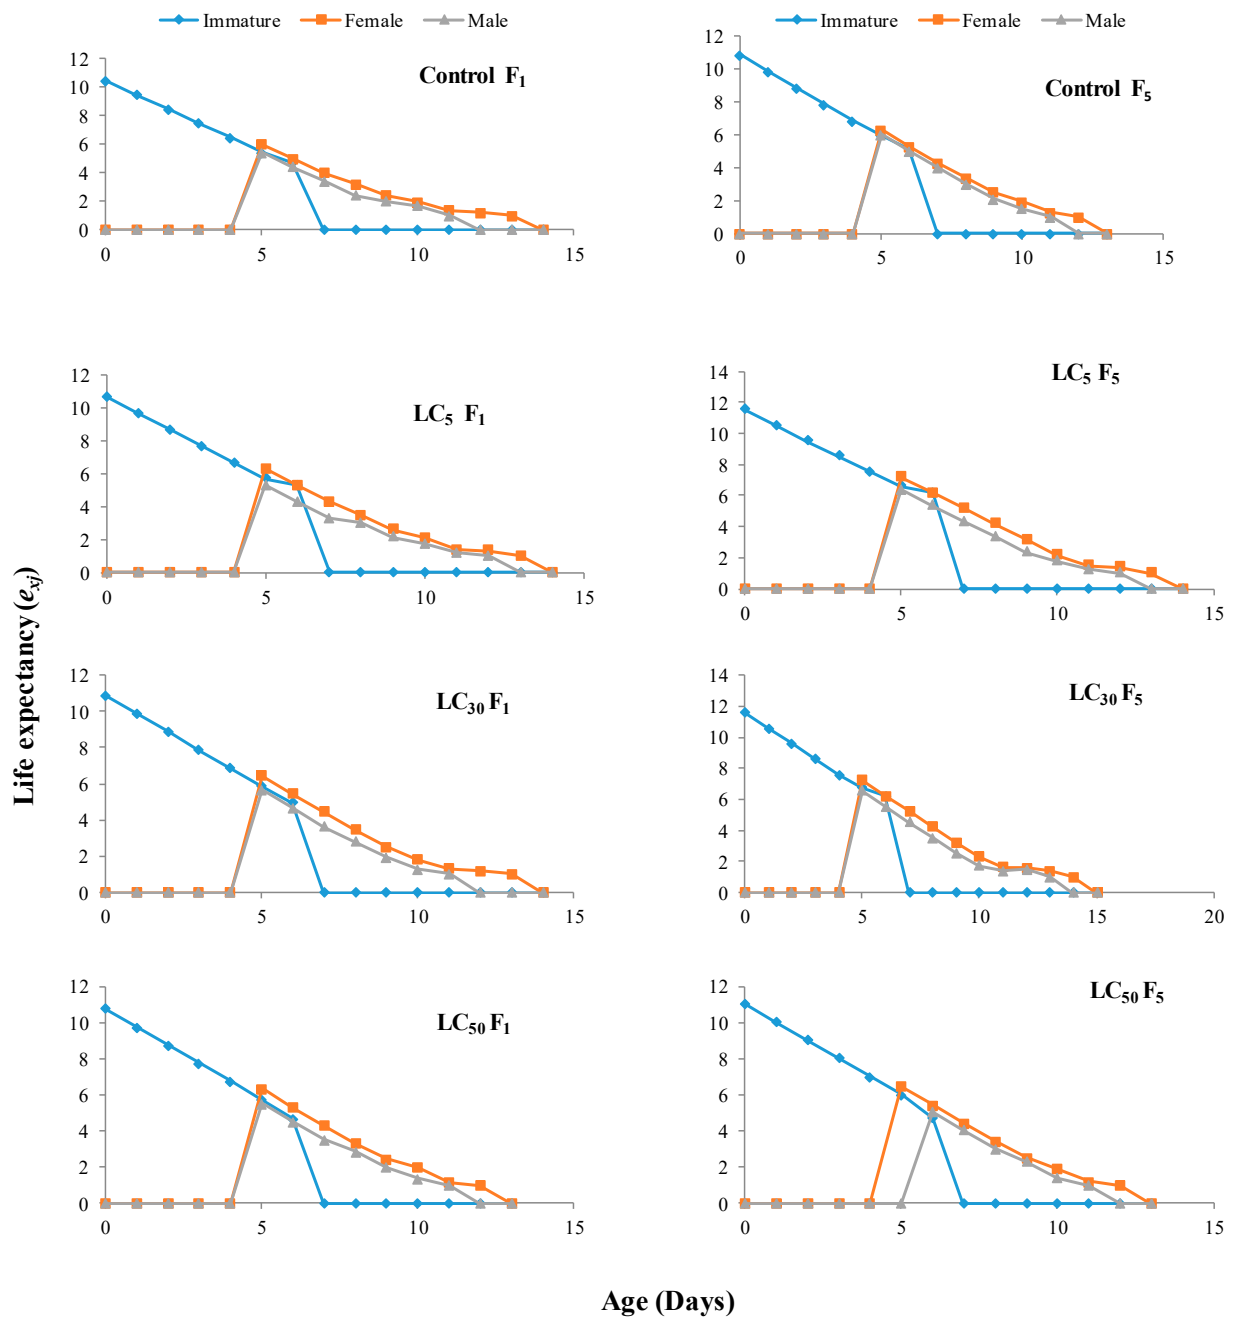 Immature Female Male
Immature Female Male
Control F₁
12
10
8
6
4
2
0
0 5 10 15
Control F₅
12
10
8
6
4
2
0
0 5 10 15
LC₅ F₁
12
10
8
6
4
2
0
0 5 10 15
LC₅ F₅
14
12
10
8
6
4
2
0
0 5 10 15
Life expectancy (eₓⱼ)
LC₃₀ F₁
12
10
8
6
4
2
0
0 5 10 15
LC₃₀ F₅
14
12
10
8
6
4
2
0
0 5 10 15 20
LC₅₀ F₁
12
10
8
6
4
2
0
0 5 10 15
LC₅₀ F₅
12
10
8
6
4
2
0
0 5 10 15
Age (Days)